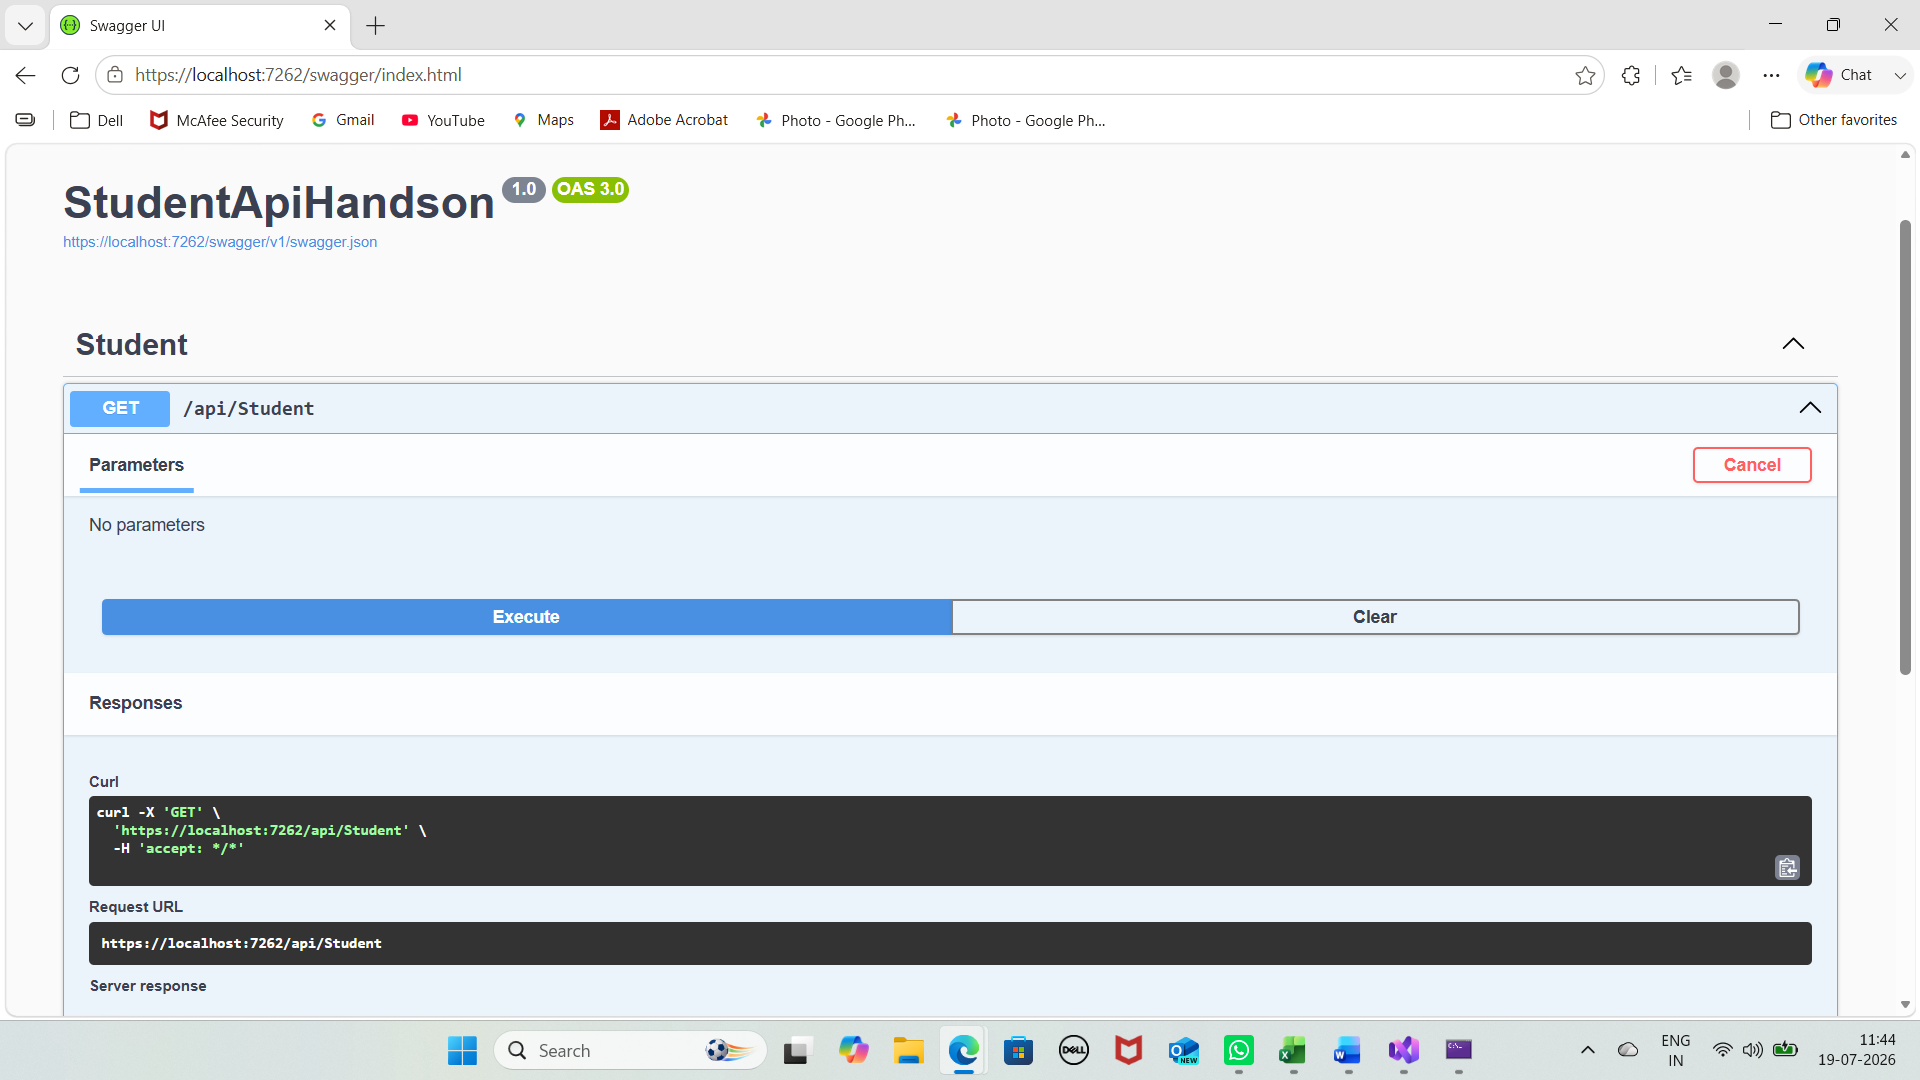 Swagger UI
https://localhost:7262/swagger/index.html
Chat
Dell
McAfee Security
Gmail
YouTube
Maps
Adobe Acrobat
Photo - Google Ph...
Photo - Google Ph...
Other favorites
StudentApiHandson 1.0 OAS 3.0
https://localhost:7262/swagger/v1/swagger.json
Student
GET /api/Student
Parameters
Cancel
No parameters
Execute
Clear
Responses
Curl
curl -X 'GET' \
'https://localhost:7262/api/Student' \
-H 'accept: */*'
Request URL
https://localhost:7262/api/Student
Server response
Search
DELL
NEW
ENG
IN
11:44
19-07-2026